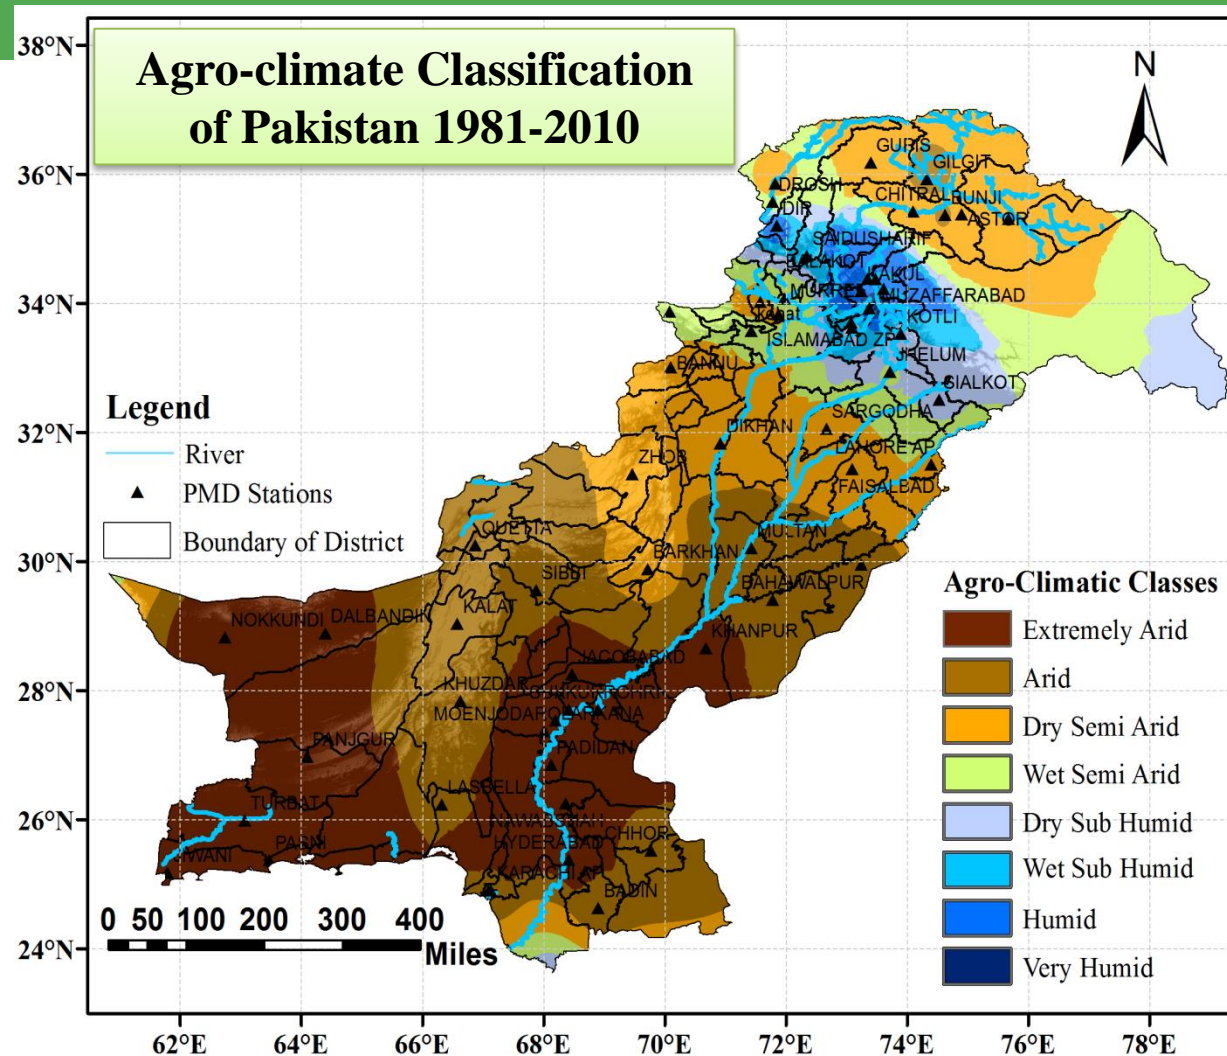 Agro-climate Classification
of Pakistan 1981-2010
N
38°N
36°N
34°N
32°N
30°N
28°N
26°N
24°N
62°E
64°E
66°E
68°E
70°E
72°E
74°E
76°E
78°E
Legend
River
PMD Stations
Boundary of District
Agro-Climatic Classes
Extremely Arid
Arid
Dry Semi Arid
Wet Semi Arid
Dry Sub Humid
Wet Sub Humid
Humid
Very Humid
0 50 100 200 300 400
Miles
GUPIS
GILGIT
DROSH
CHITRAL
BUNJI
DIR
ASTOR
SAIDUSHARIF
BALAKOT
KAKUL
MURREE
MUZAFFARABAD
kohat
KOTLI
ISLAMABAD ZP
JHELUM
BANNU
SIALKOT
SARGODHA
DIKHAN
LAHORE AP
ZHOB
FAISALBAD
QUETTA
MULTAN
BARKHAN
SIBBI
BAHAWALPUR
NOKKUNDI
DALBANDIN
KALAT
KHANPUR
JACOBABAD
KHUZDAR
PANJGUR
PADIDAN
LASBELLA
TURBAT
CHHOR
PASNI
JIWANI
HYDERABAD
KARACHI AP
BADIN